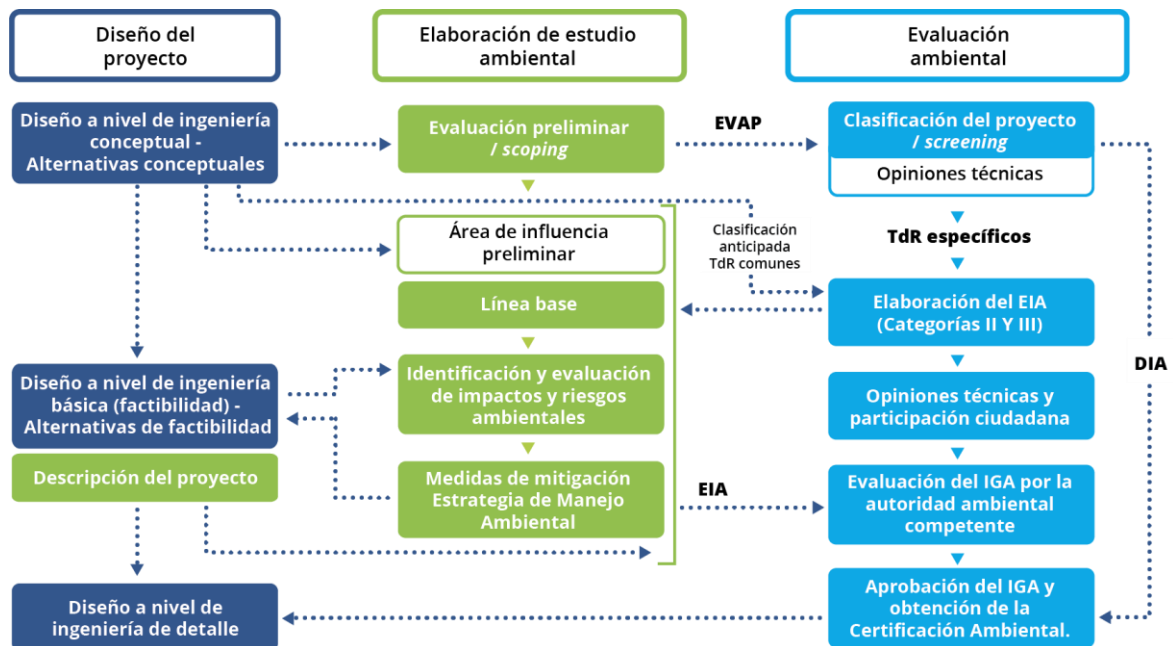 Diseño del
proyecto
Elaboración de estudio
ambiental
Evaluación
ambiental
Diseño a nivel de ingeniería
conceptual -
Alternativas conceptuales
Evaluación preliminar
/ scoping
EVAP
Clasificación del proyecto
/ screening
Opiniones técnicas
Área de influencia
preliminar
Clasificación
anticipada
TdR comunes
TdR específicos
Línea base
Elaboración del EIA
(Categorías II Y III)
DIA
Diseño a nivel de ingeniería
básica (factibilidad) -
Alternativas de factibilidad
Identificación y evaluación
de impactos y riesgos
ambientales
Opiniones técnicas y
participación ciudadana
Descripción del proyecto
Medidas de mitigación
Estrategia de Manejo
Ambiental
EIA
Evaluación del IGA por la
autoridad ambiental
competente
Diseño a nivel de
ingeniería de detalle
Aprobación del IGA y
obtención de la
Certificación Ambiental.